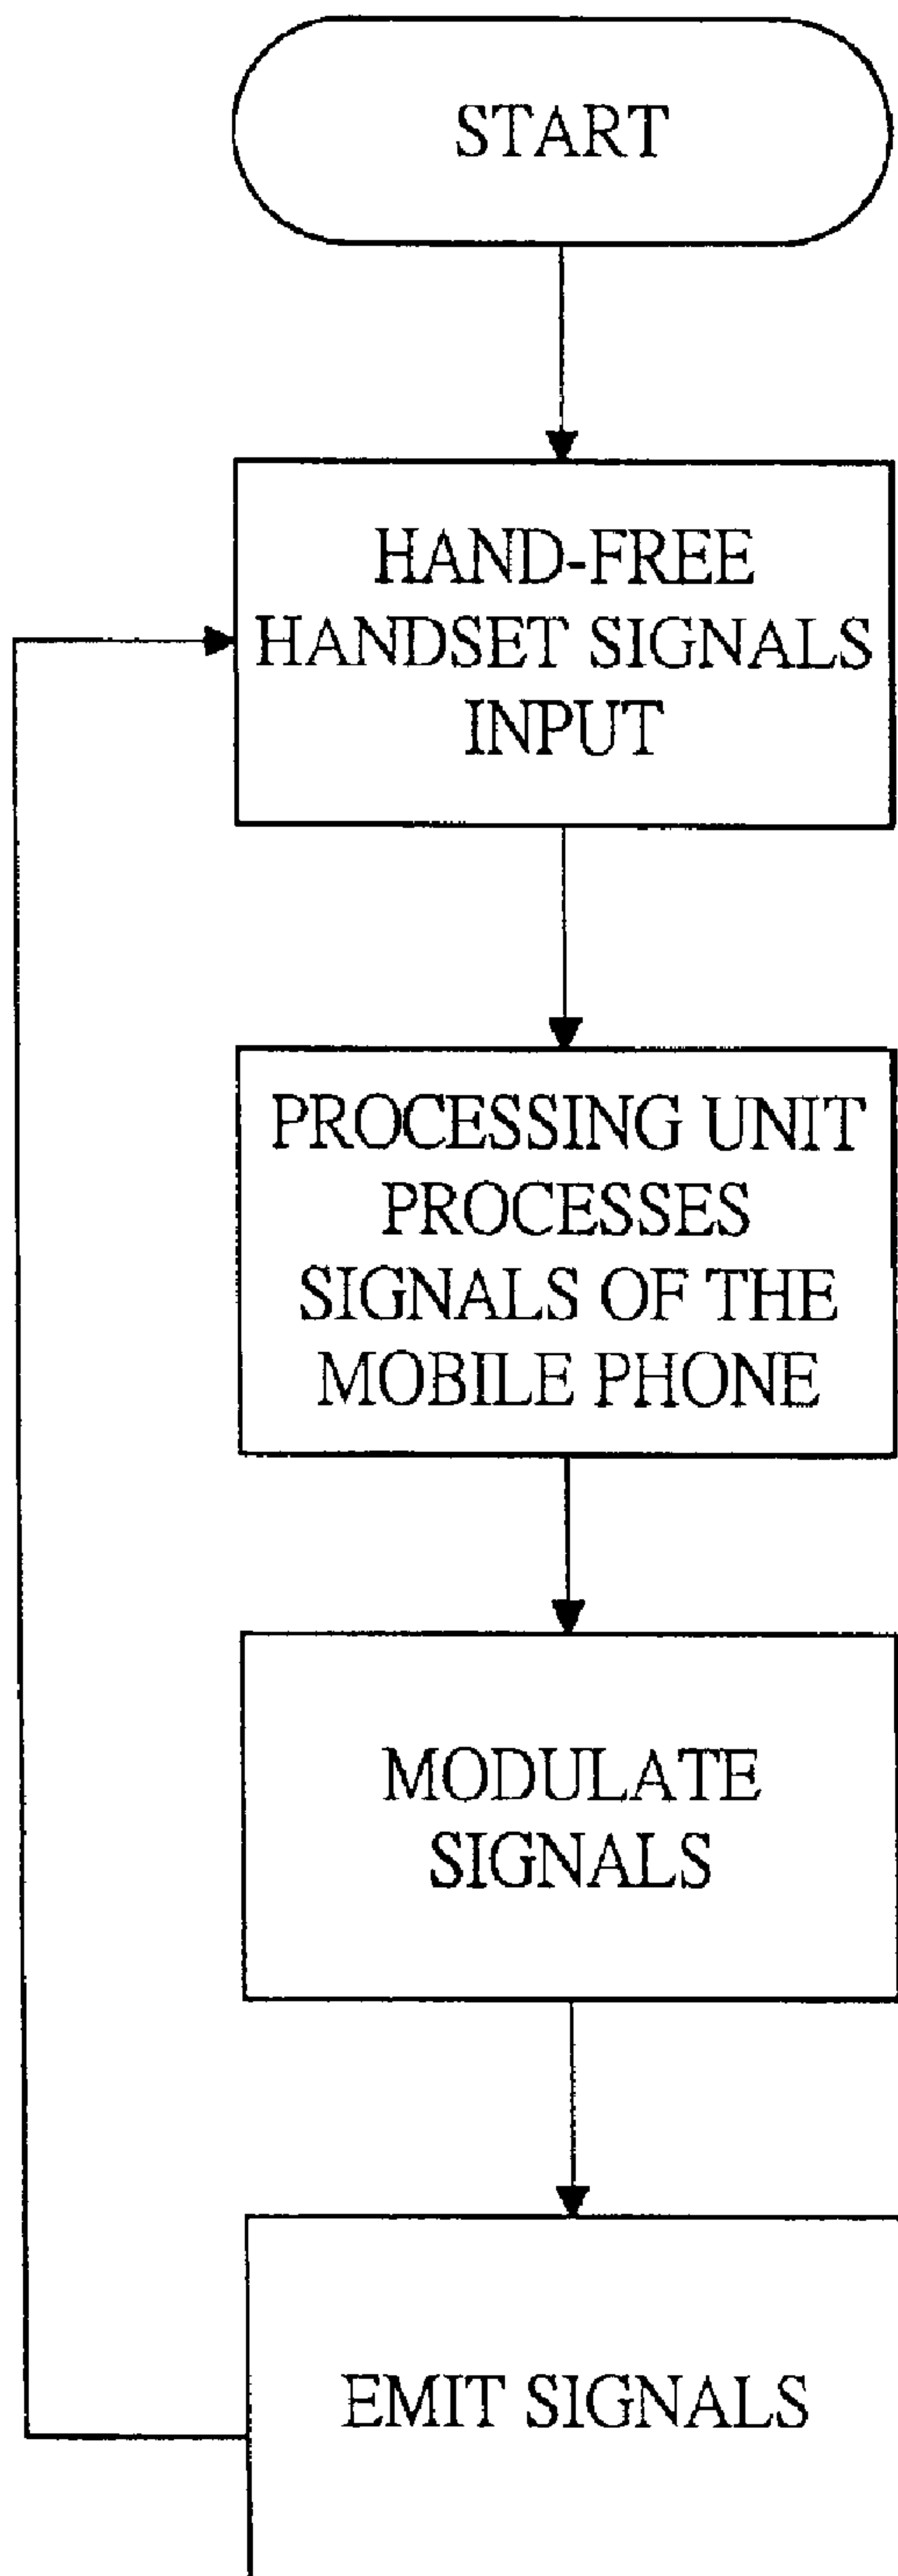 START
HAND-FREE
HANDSET SIGNALS
INPUT
PROCESSING UNIT
PROCESSES
SIGNALS OF THE
MOBILE PHONE
MODULATE
SIGNALS
EMIT SIGNALS